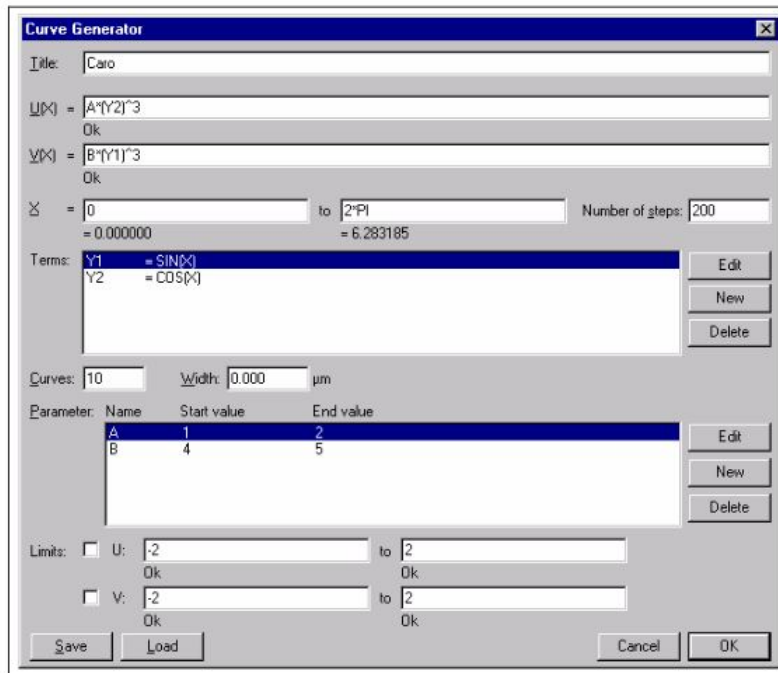 Curve Generator
Title: Caro
U(X) = A*(Y2)^3
Ok
V(X) = B*(Y1)^3
Ok
X = 0 to 2*PI Number of steps: 200
= 0.000000 = 6.283185
Terms: Y1 = SIN(X) Edit
Y2 = COS(X)
New
Delete
Curves: 10 Width: 0.000 µm
Parameter: Name Start value End value
A 1 2 Edit
B 4 5
New
Delete
Limits: U: -2 to 2
Ok Ok
V: -2 to 2
Ok Ok
Save Load Cancel OK